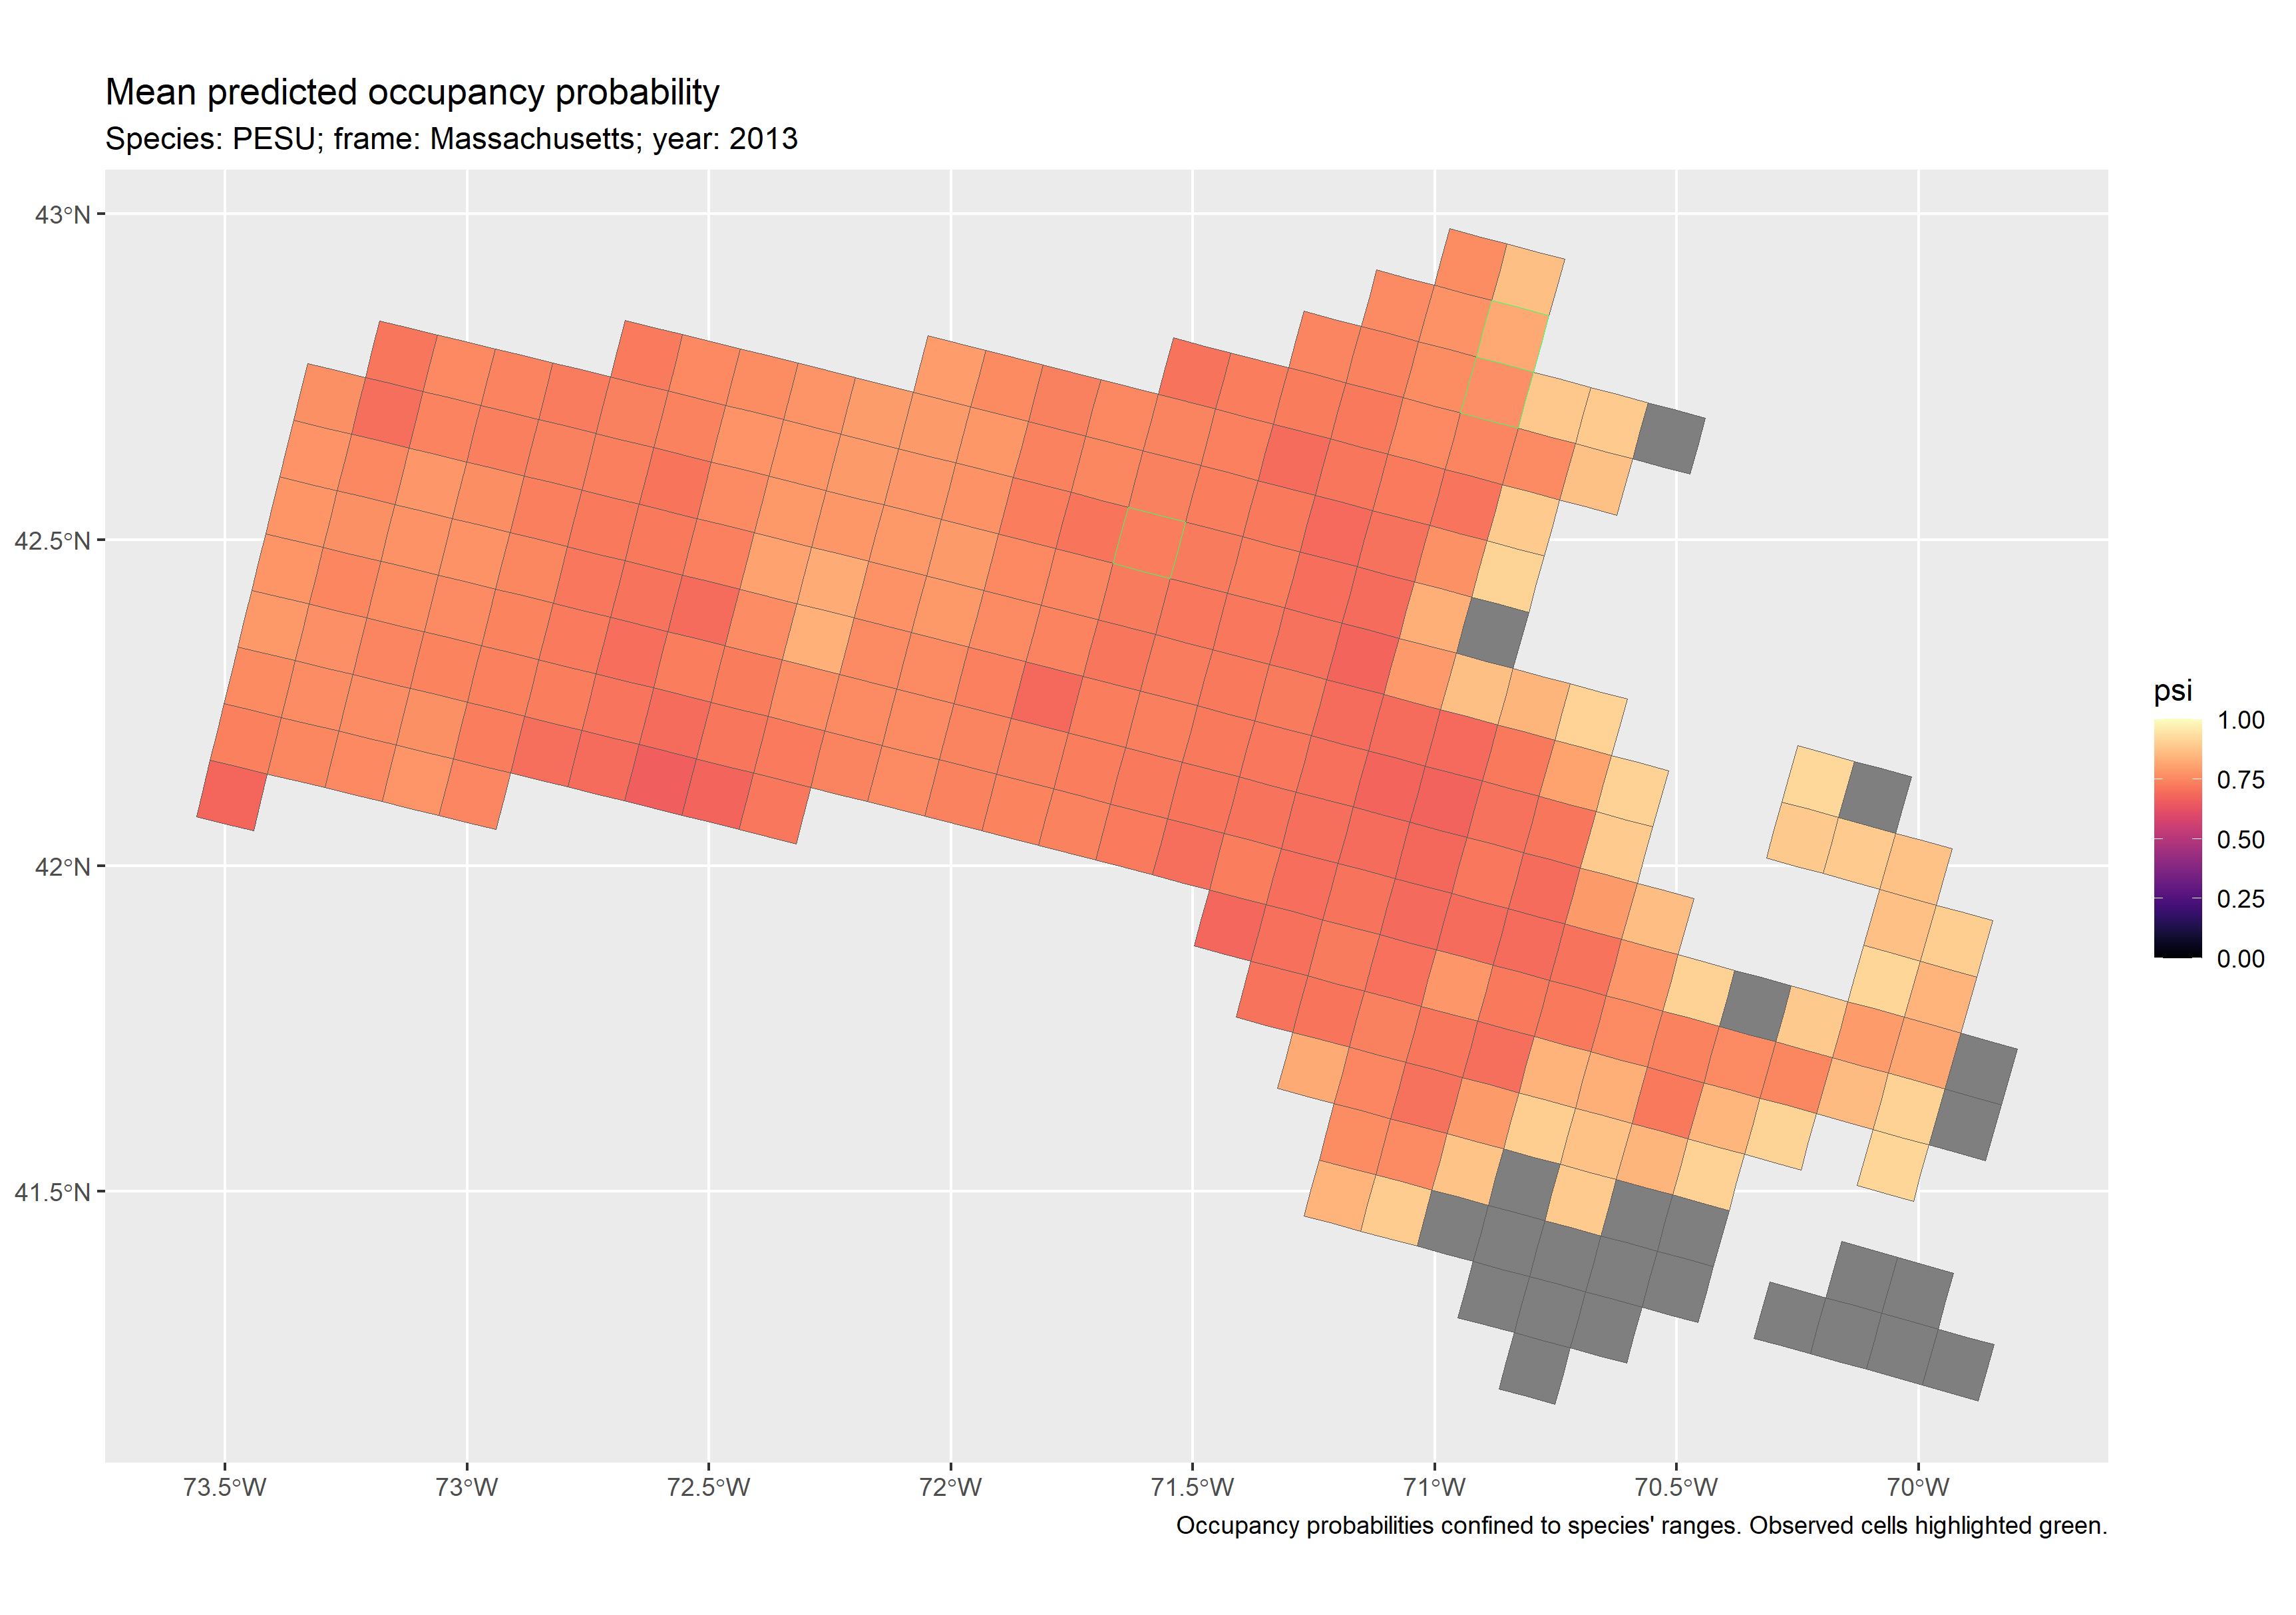 Mean predicted occupancy probability
Species: PESU; frame: Massachusetts; year: 2013
43°N
42.5°N
42°N
41.5°N
73.5°W
73°W
72.5°W
72°W
71.5°W
71°W
70.5°W
70°W
psi
1.00
0.75
0.50
0.25
0.00
Occupancy probabilities confined to species' ranges. Observed cells highlighted green.